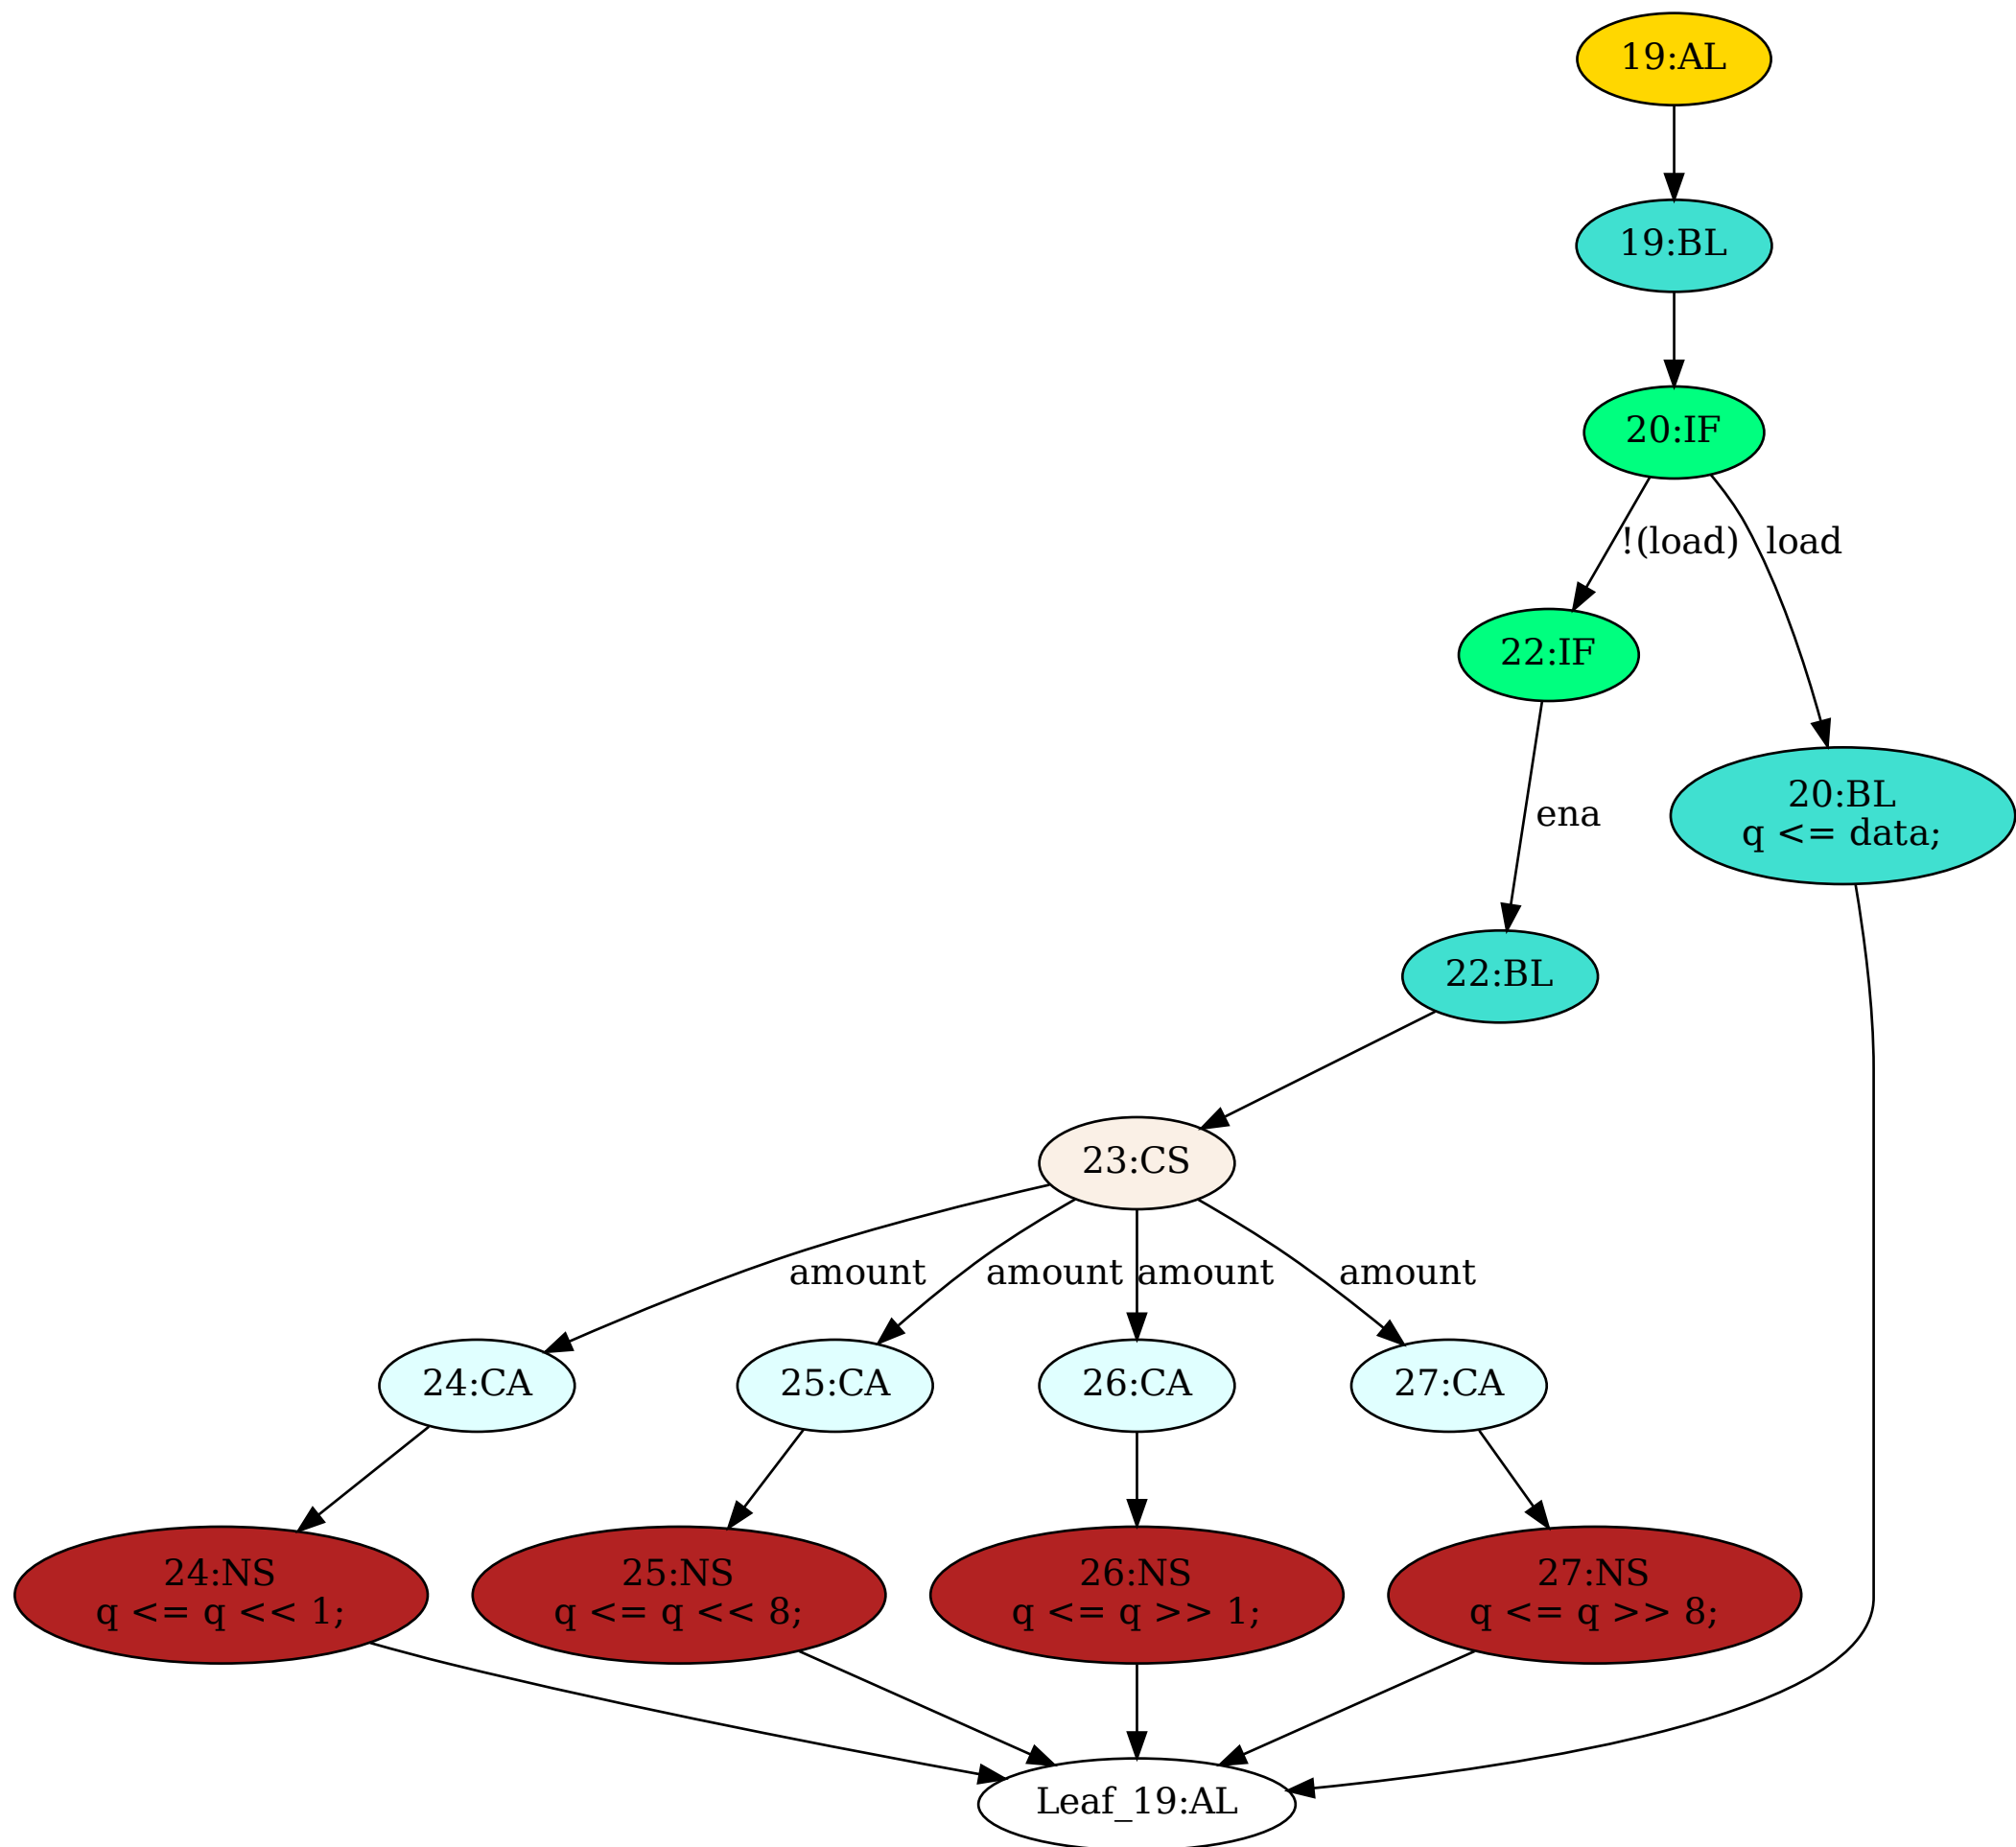 19:AL
19:BL
20:IF
!(load)
load
22:IF
20:BL
q <= data;
ena
22:BL
23:CS
amount
amount
amount
amount
24:CA
25:CA
26:CA
27:CA
24:NS
q <= q << 1;
25:NS
q <= q << 8;
26:NS
q <= q >> 1;
27:NS
q <= q >> 8;
Leaf_19:AL